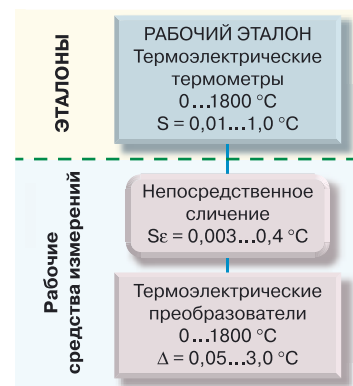 ЭТАЛОНЫ
РАБОЧИЙ ЭТАЛОН
Термоэлектрические
термометры
0...1800 °C
S = 0,01...1,0 °C
Рабочие
средства измерений
Непосредственное
сличение
Sε = 0,003...0,4 °C
Термоэлектрические
преобразователи
0...1800 °C
Δ = 0,05...3,0 °C